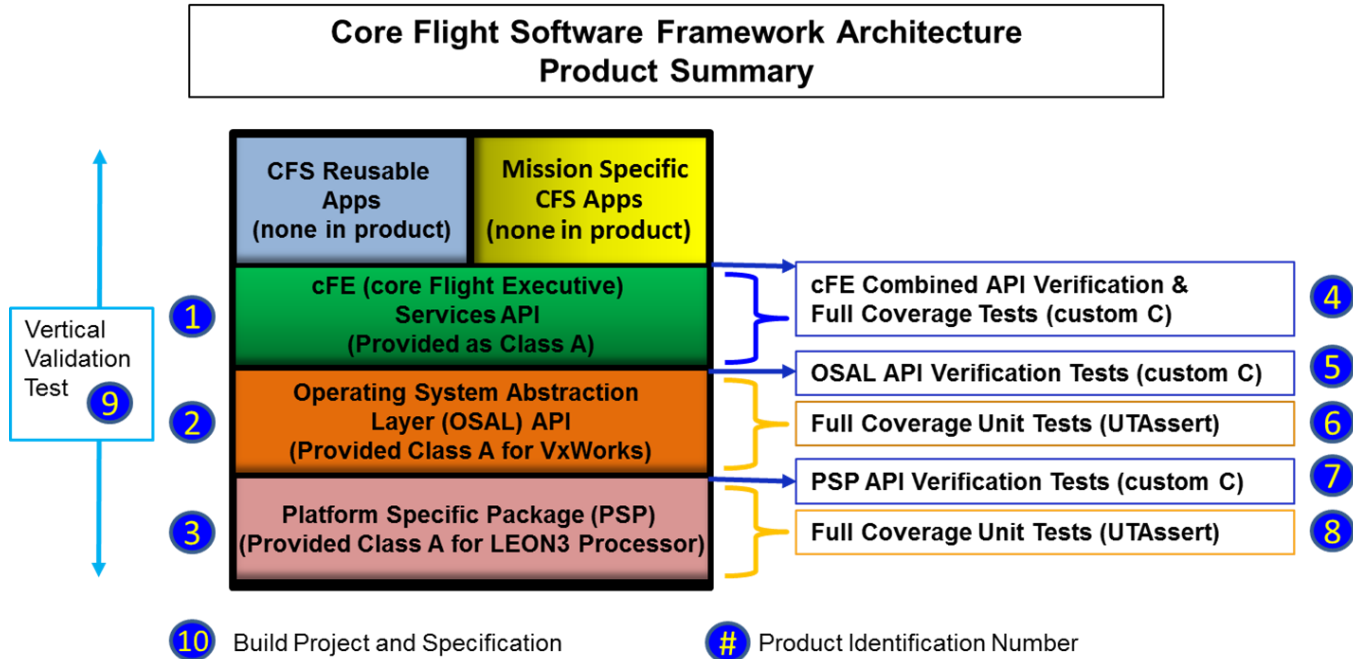 Core Flight Software Framework Architecture
Product Summary
CFS Reusable
Apps
(none in product)
Mission Specific
CFS Apps
(none in product)
1
cFE (core Flight Executive)
Services API
(Provided as Class A)
cFE Combined API Verification &
Full Coverage Tests (custom C)
4
Vertical
Validation
Test
9
2
Operating System Abstraction
Layer (OSAL) API
(Provided Class A for VxWorks)
OSAL API Verification Tests (custom C)
5
Full Coverage Unit Tests (UTAssert)
6
3
Platform Specific Package (PSP)
(Provided Class A for LEON3 Processor)
PSP API Verification Tests (custom C)
7
Full Coverage Unit Tests (UTAssert)
8
10 Build Project and Specification
# Product Identification Number